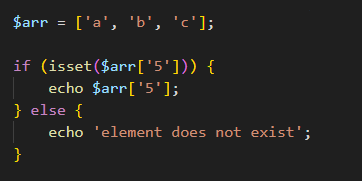 $arr = ['a', 'b', 'c'];
if (isset($arr['5'])) {
    echo $arr['5'];
} else {
    echo 'element does not exist';
}